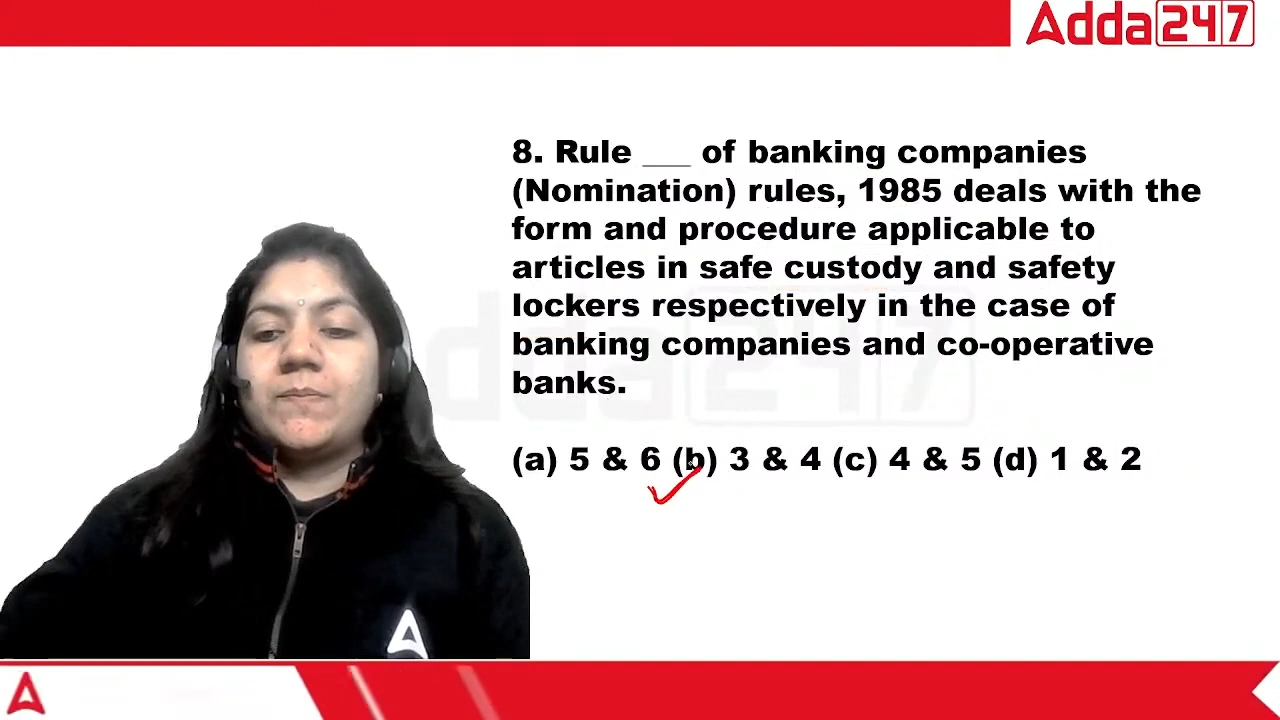 Adda247
8. Rule ___ of banking companies
(Nomination) rules, 1985 deals with the
form and procedure applicable to
articles in safe custody and safety
lockers respectively in the case of
banking companies and co-operative
banks.
Adda247
(a) 5 & 6 (b) 3 & 4 (c) 4 & 5 (d) 1 & 2